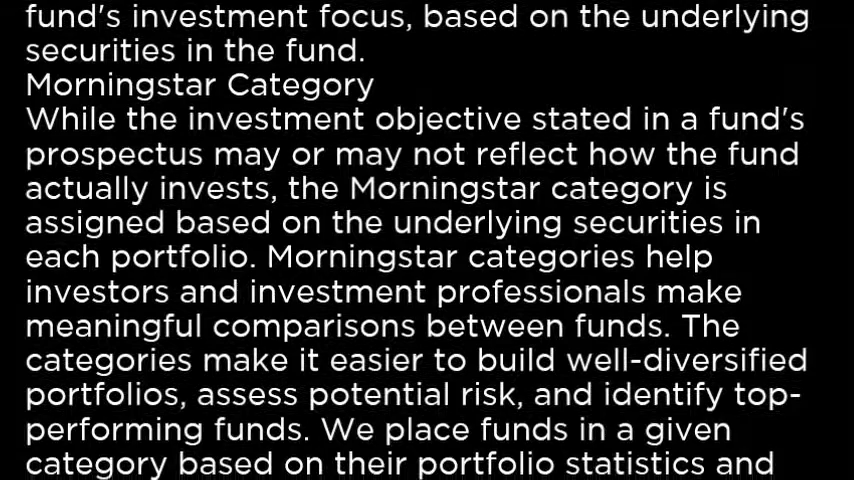 fund's investment focus, based on the underlying
securities in the fund.
Morningstar Category
While the investment objective stated in a fund's
prospectus may or may not reflect how the fund
actually invests, the Morningstar category is
assigned based on the underlying securities in
each portfolio. Morningstar categories help
investors and investment professionals make
meaningful comparisons between funds. The
categories make it easier to build well-diversified
portfolios, assess potential risk, and identify top-
performing funds. We place funds in a given
category based on their portfolio statistics and